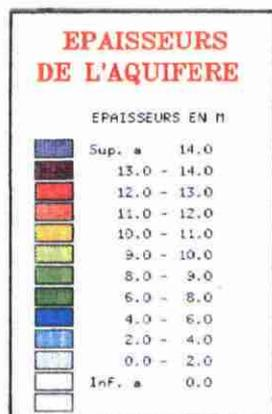 EPAISSEURS
DE L'AQUIFERE
EPAISSEURS EN M
Sup. a 14.0
13.0 - 14.0
12.0 - 13.0
11.0 - 12.0
10.0 - 11.0
9.0 - 10.0
8.0 - 9.0
6.0 - 8.0
4.0 - 6.0
2.0 - 4.0
0.0 - 2.0
Inf. a 0.0